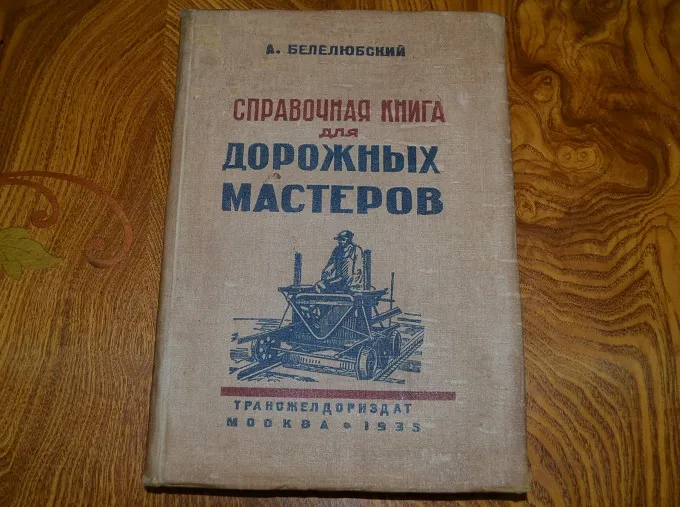 А. БЕЛЕЛЮБСКИЙ
СПРАВОЧНАЯ КНИГА
для
ДОРОЖНЫХ
МАСТЕРОВ
ТРАНСЖЕЛДОРИЗДАТ
МОСКВА • 1935